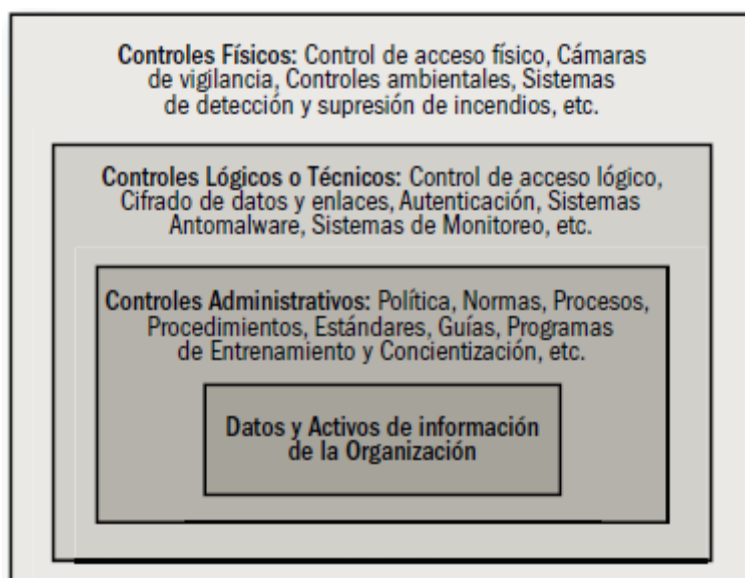 Controles Físicos: Control de acceso físico, Cámaras
de vigilancia, Controles ambientales, Sistemas
de detección y supresión de incendios, etc.
Controles Lógicos o Técnicos: Control de acceso lógico,
Cifrado de datos y enlaces, Autenticación, Sistemas
Antomalware, Sistemas de Monitoreo, etc.
Controles Administrativos: Política, Normas, Procesos,
Procedimientos, Estándares, Guías, Programas
de Entrenamiento y Concientización, etc.
Datos y Activos de información
de la Organización